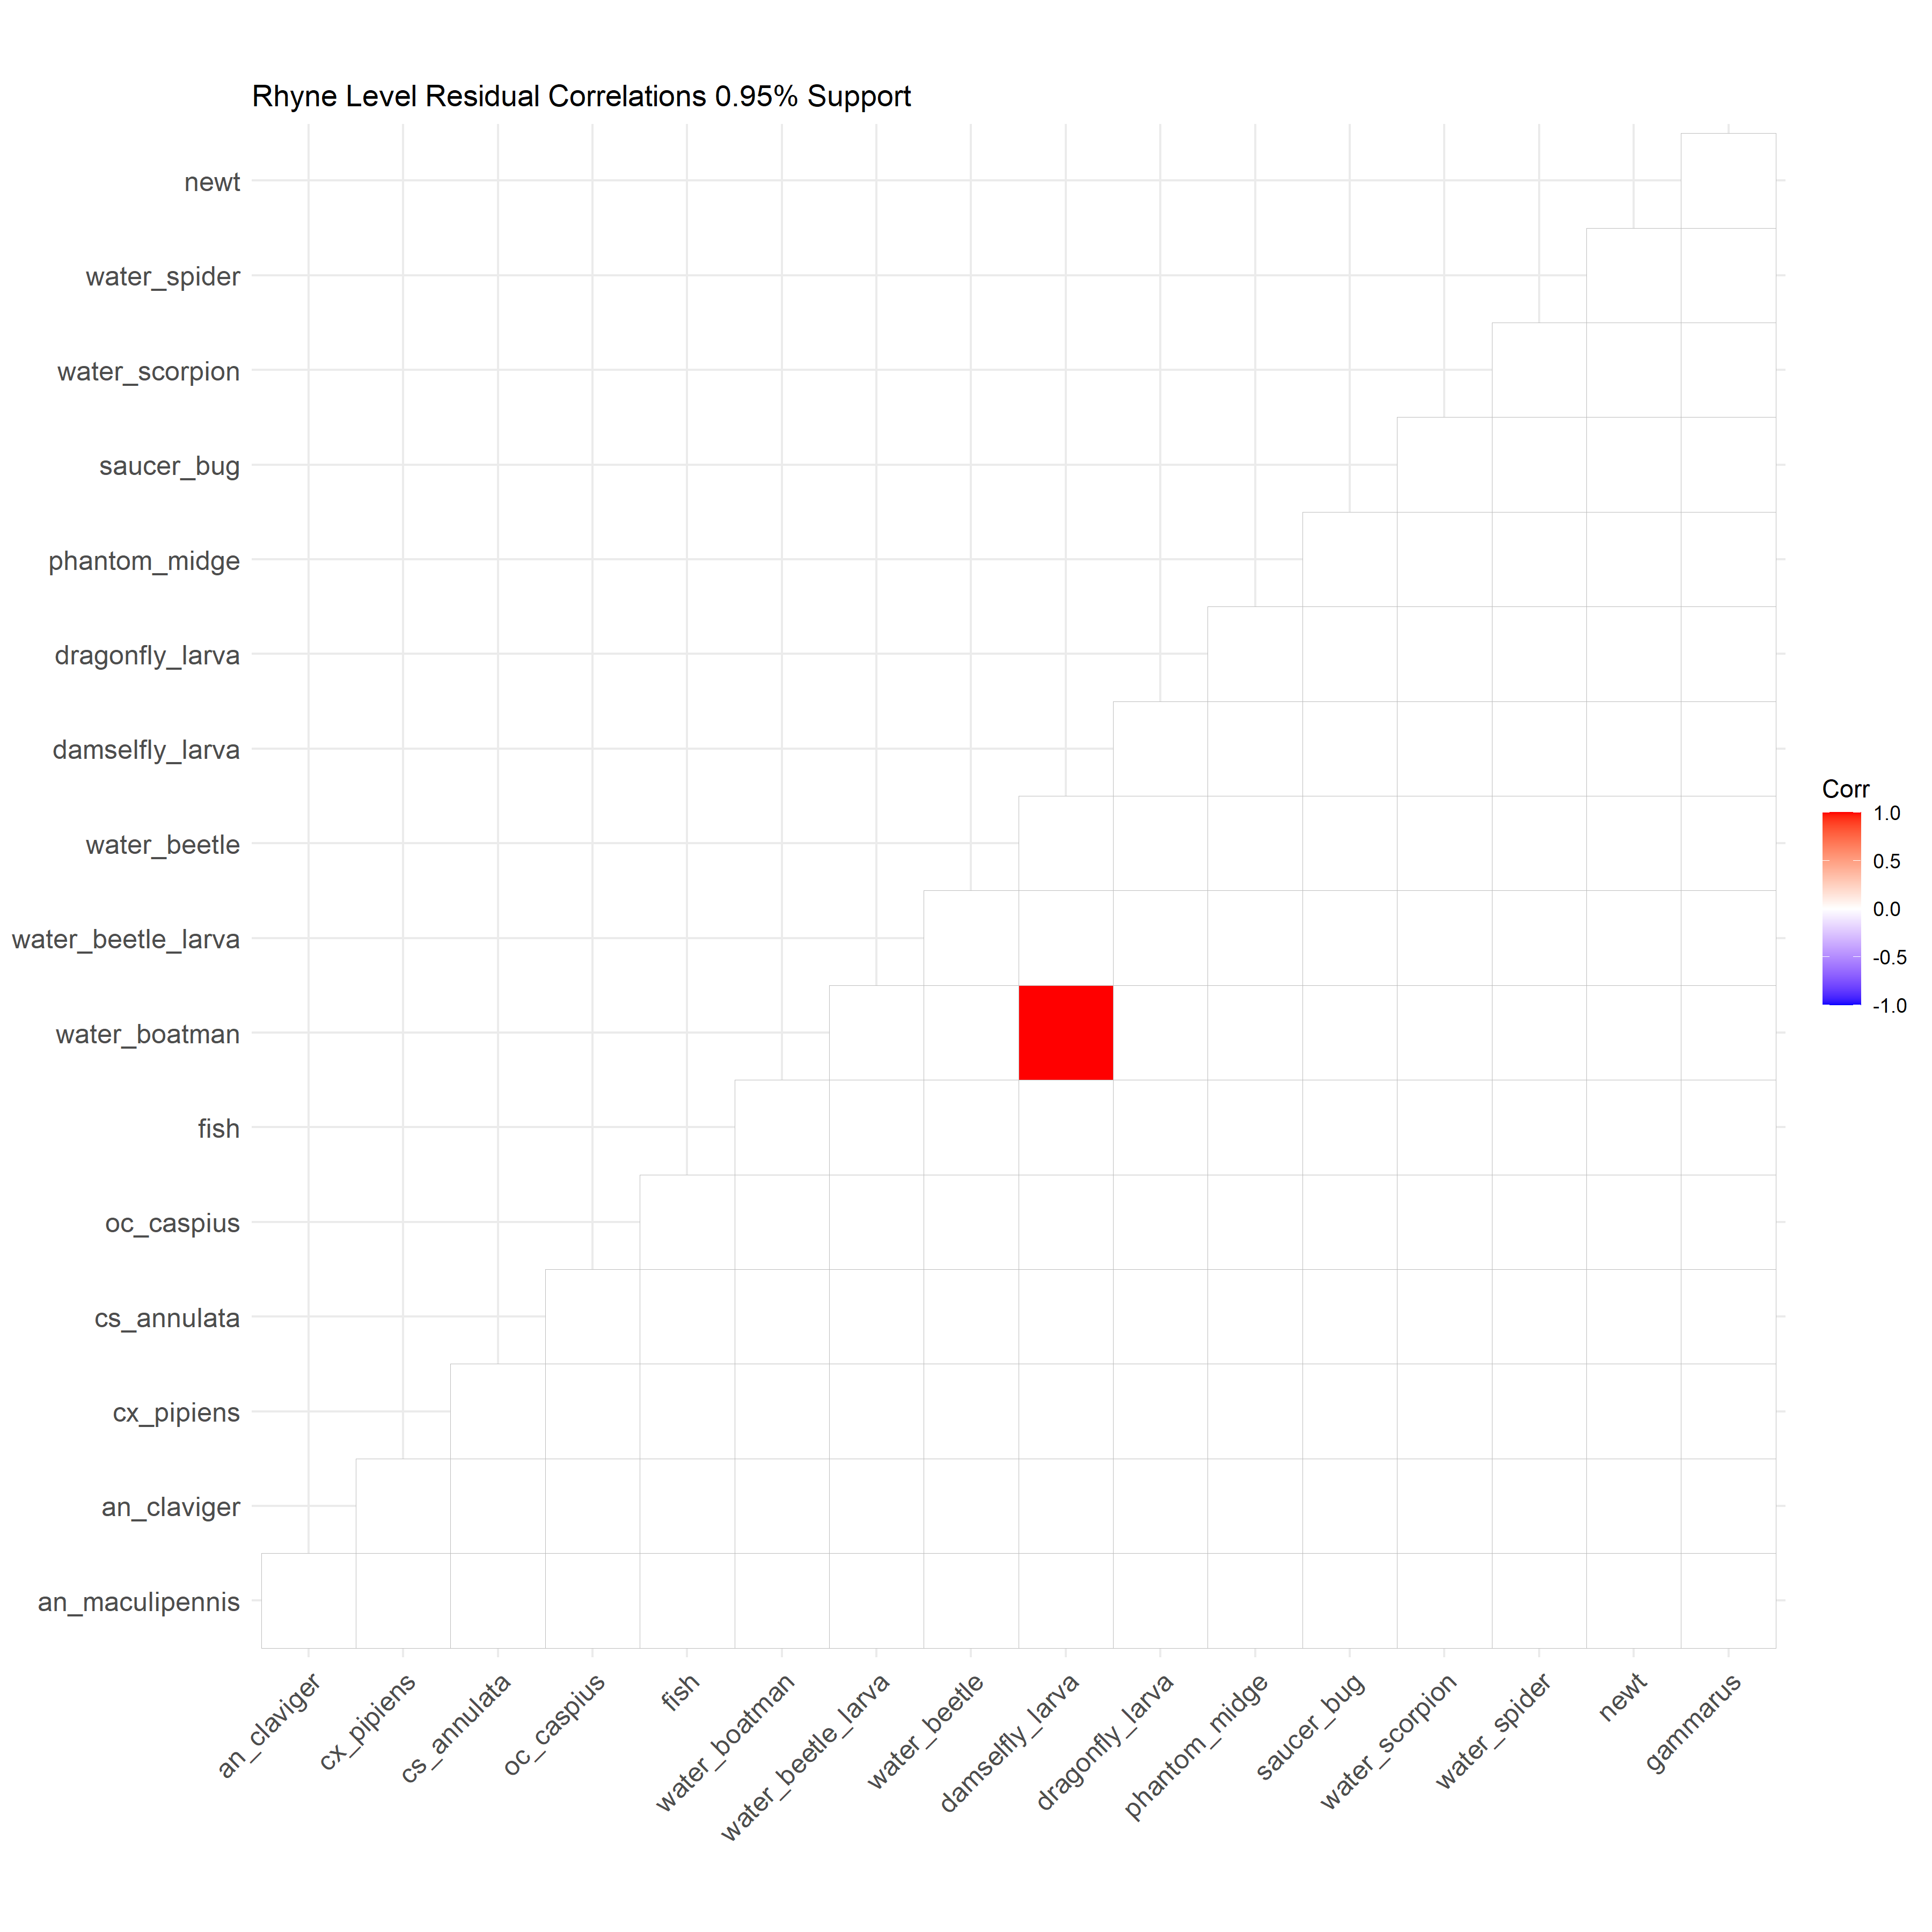 Rhyne Level Residual Correlations 0.95% Support
newt
water_spider
water_scorpion
saucer_bug
phantom_midge
dragonfly_larva
damselfly_larva
water_beetle
water_beetle_larva
water_boatman
fish
oc_caspius
cs_annulata
cx_pipiens
an_claviger
an_maculipennis
an_claviger
cx_pipiens
cs_annulata
oc_caspius
fish
water_boatman
water_beetle_larva
water_beetle
damselfly_larva
dragonfly_larva
phantom_midge
saucer_bug
water_scorpion
water_spider
newt
gammarus
Corr
1.0
0.5
0.0
-0.5
-1.0